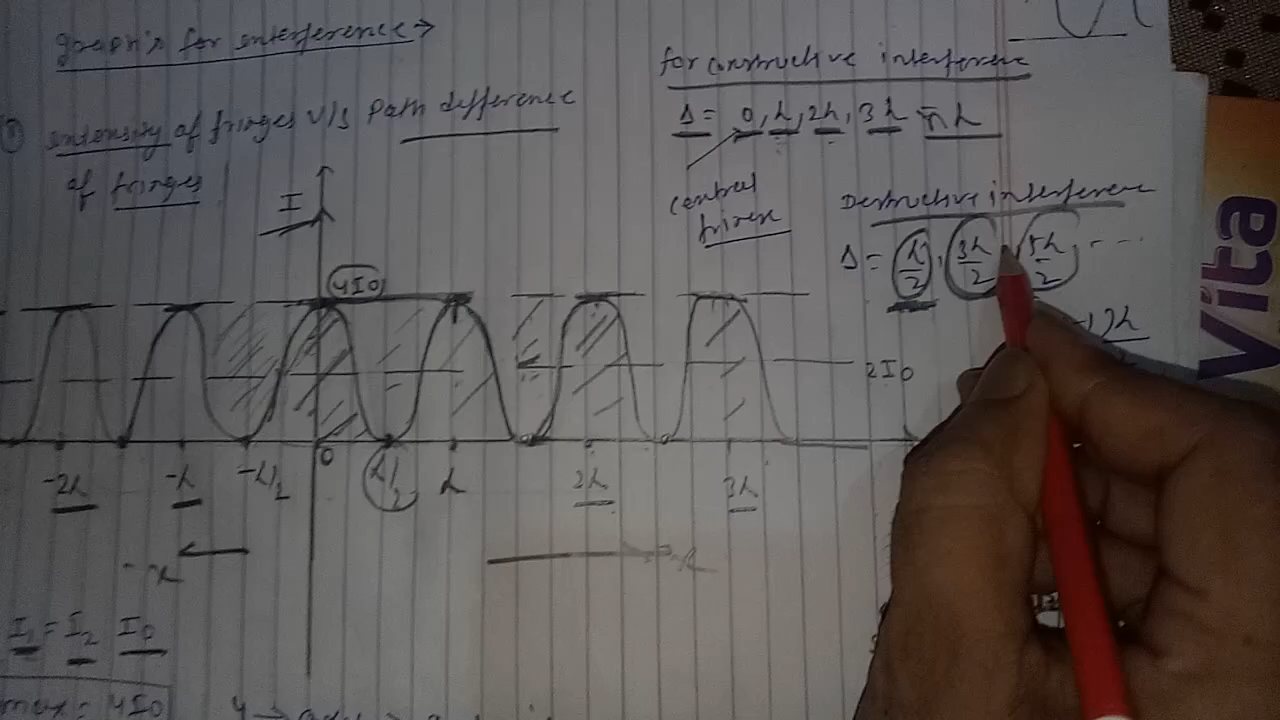 graph's for interference →
① intensity of fringes v/s Path difference
of fringes
I
4I0
2I0
-2λ
-λ
-λ/2
0
λ/2
λ
2λ
3λ
- x
x
I1 = I2 I0
max = 4I0
for constructive interference
Δ = 0, λ, 2λ, 3λ = nλ
central
fringe
Destructive interference
Δ = λ/2, 3λ/2, 5λ/2, ----
-1)λ
Vita